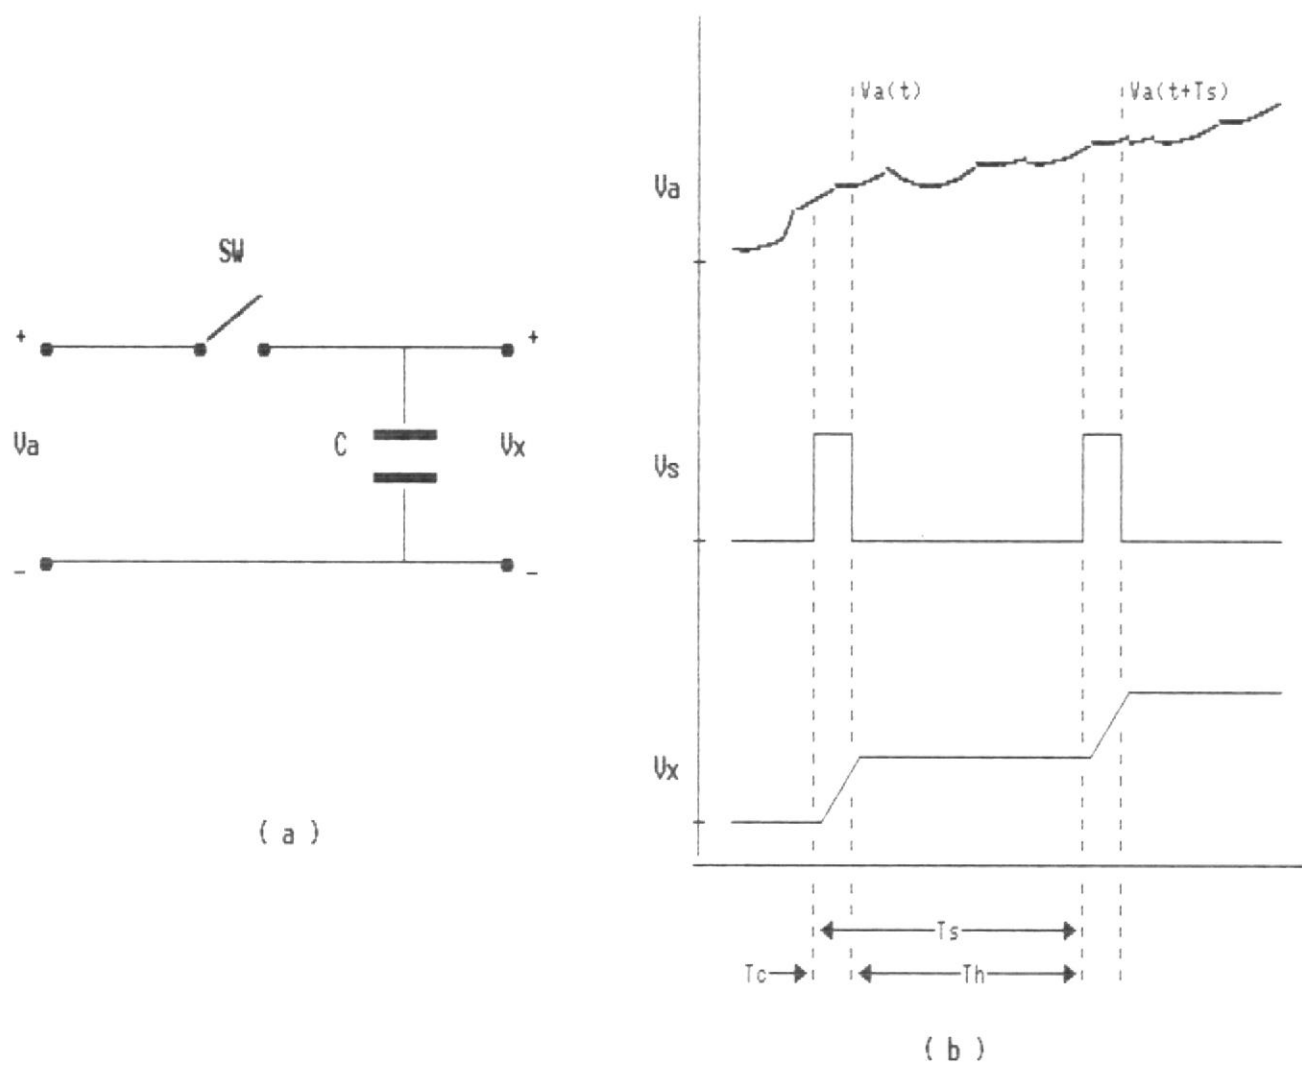 SW
+ +
Va C Vx
- -
( a )
Va(t) Va(t+Ts)
Va
Vs
Vx
Ts
Tc Th
( b )